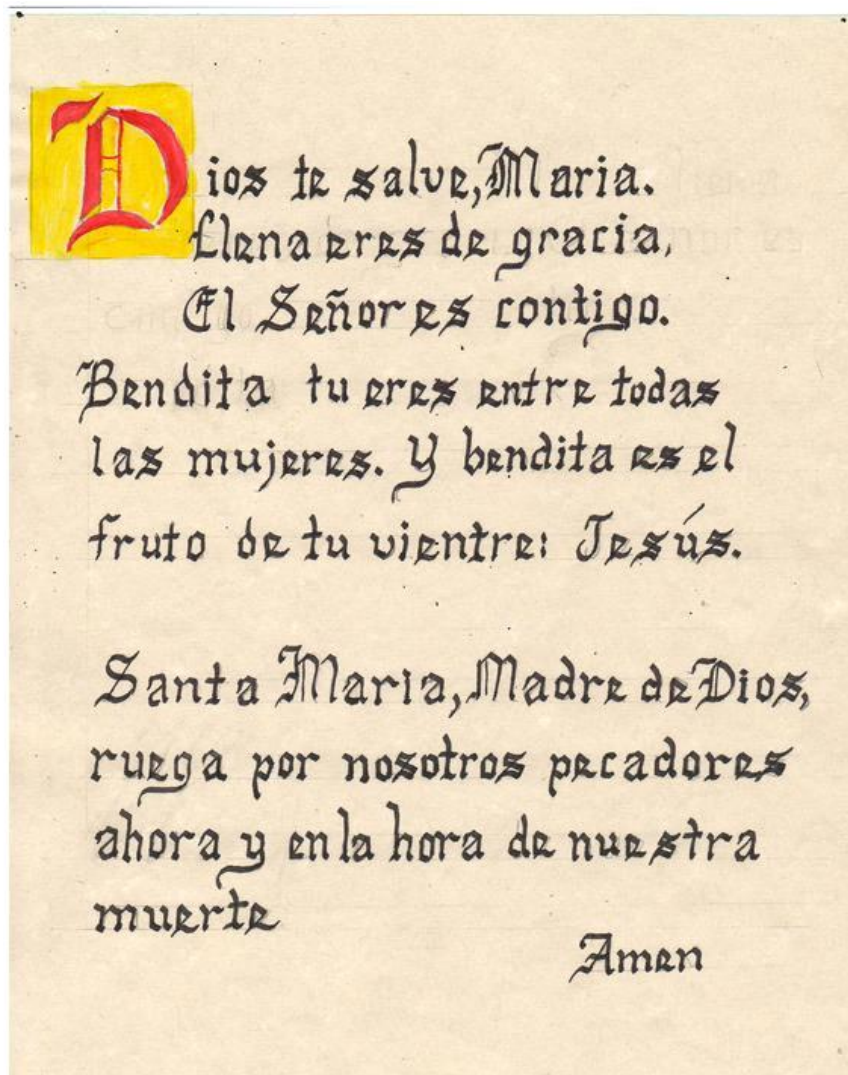 Dios te salve, Maria.
Llena eres de gracia,
El Señor es contigo.
Bendita tu eres entre todas
las mujeres. Y bendita es el
fruto de tu vientre: Jesús.
Santa Maria, Madre de Dios,
ruega por nosotros pecadores
ahora y en la hora de nuestra
muerte
Amen